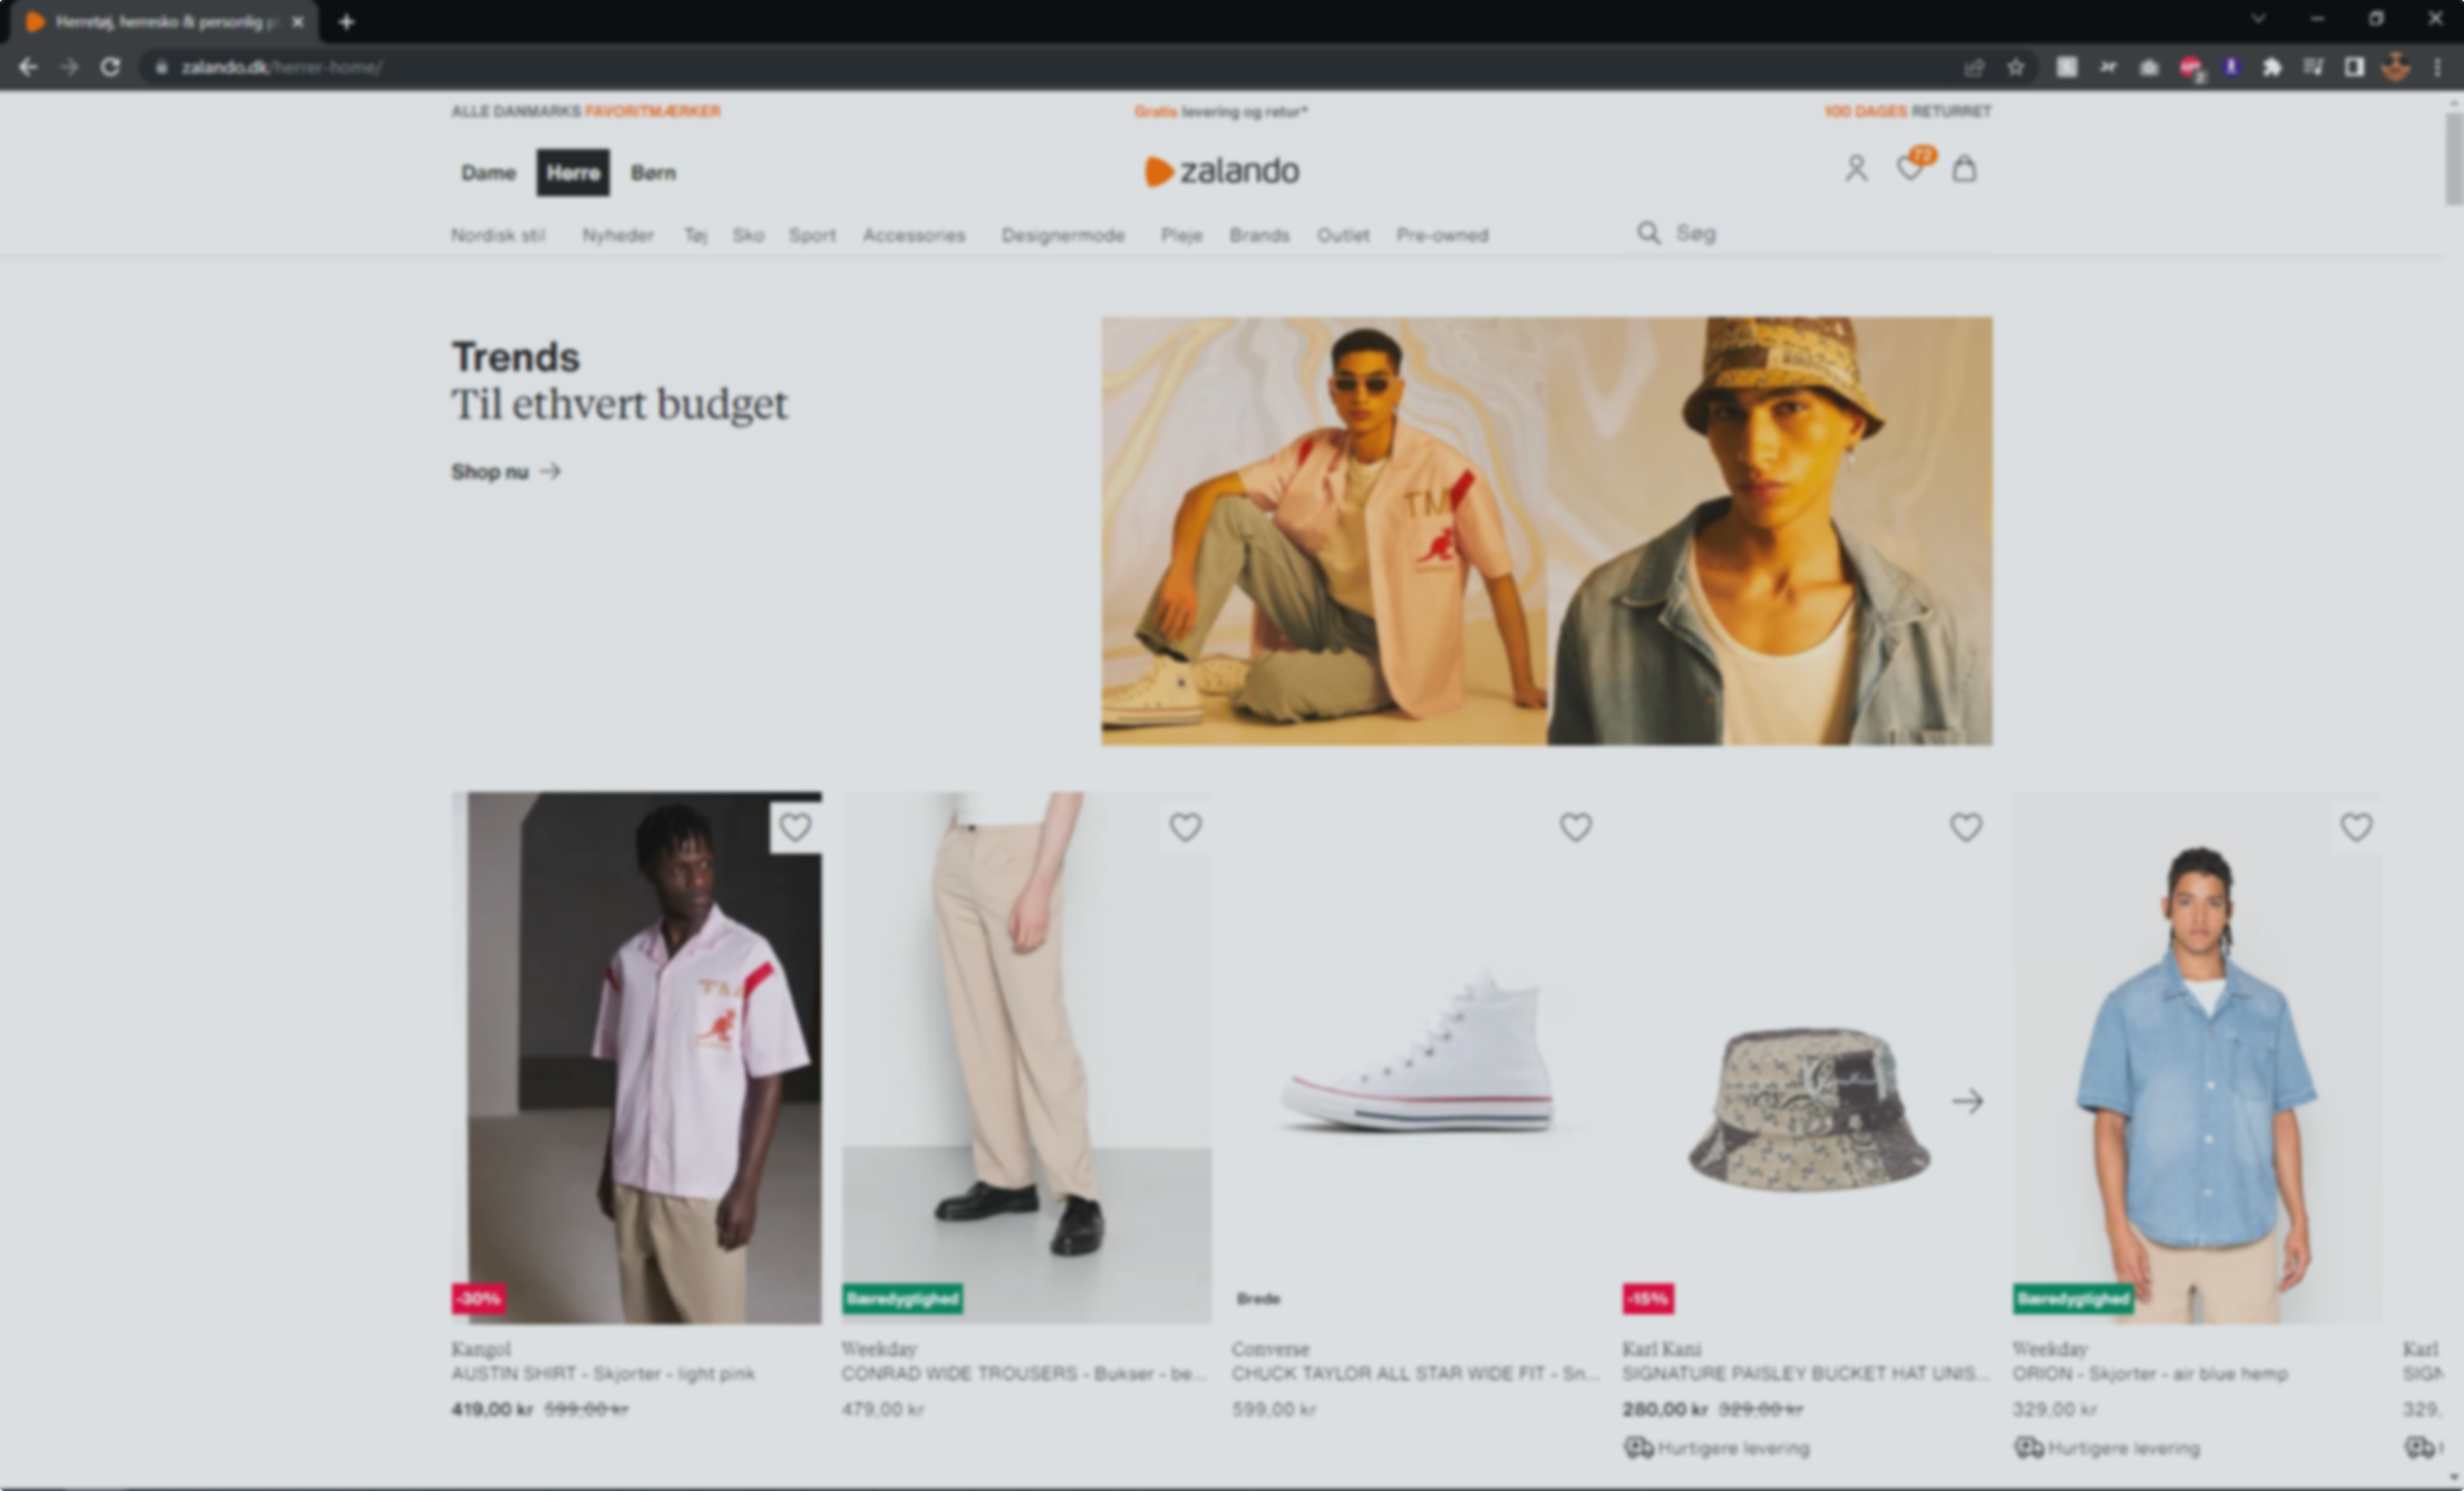 Herretøj, herresko & personlig p
zalando.dk/herrer-home/
ALLE DANMARKS FAVORITMÆRKER
Gratis levering og retur*
100 DAGES RETURRET
Dame Herre Børn
zalando
72
Nordisk stil Nyheder Tøj Sko Sport Accessories Designermode Pleje Brands Outlet Pre-owned
Søg
Trends
Til ethvert budget
Shop nu
TM
-30%
Bæredygtighed
Brede
-15%
Bæredygtighed
Kangol
AUSTIN SHIRT - Skjorter - light pink
419,00 kr 599,00 kr
Weekday
CONRAD WIDE TROUSERS - Bukser - be...
479,00 kr
Converse
CHUCK TAYLOR ALL STAR WIDE FIT - Sn...
599,00 kr
Karl Kani
SIGNATURE PAISLEY BUCKET HAT UNIS...
280,00 kr 329,00 kr
Hurtigere levering
Weekday
ORION - Skjorter - air blue hemp
329,00 kr
Hurtigere levering
Karl
SIGN
329,